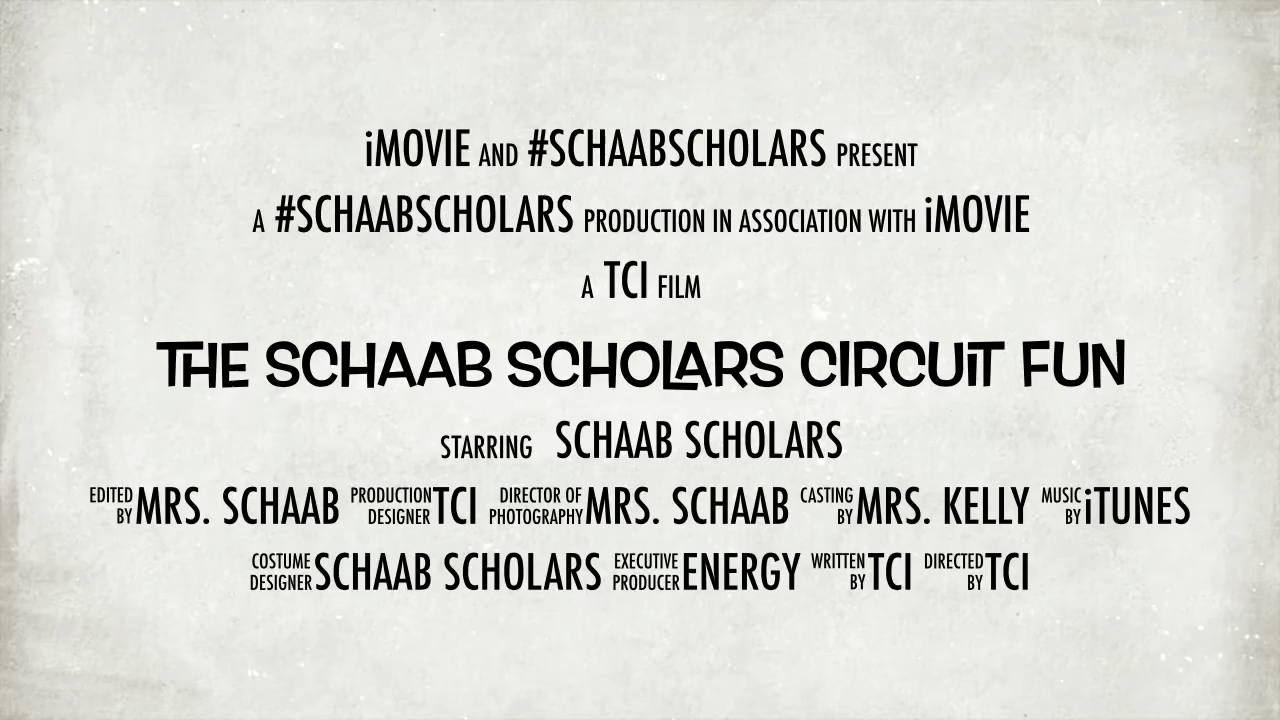 iMOVIE AND #SCHAABSCHOLARS PRESENT
A #SCHAABSCHOLARS PRODUCTION IN ASSOCIATION WITH iMOVIE
A TCI FILM
THE SCHAAB SCHOLARS CIRCUIT FUN
STARRING SCHAAB SCHOLARS
EDITED BY MRS. SCHAAB PRODUCTION DESIGNER TCI DIRECTOR OF PHOTOGRAPHY MRS. SCHAAB CASTING BY MRS. KELLY MUSIC BY iTUNES
COSTUME DESIGNER SCHAAB SCHOLARS EXECUTIVE PRODUCER ENERGY WRITTEN BY TCI DIRECTED BY TCI